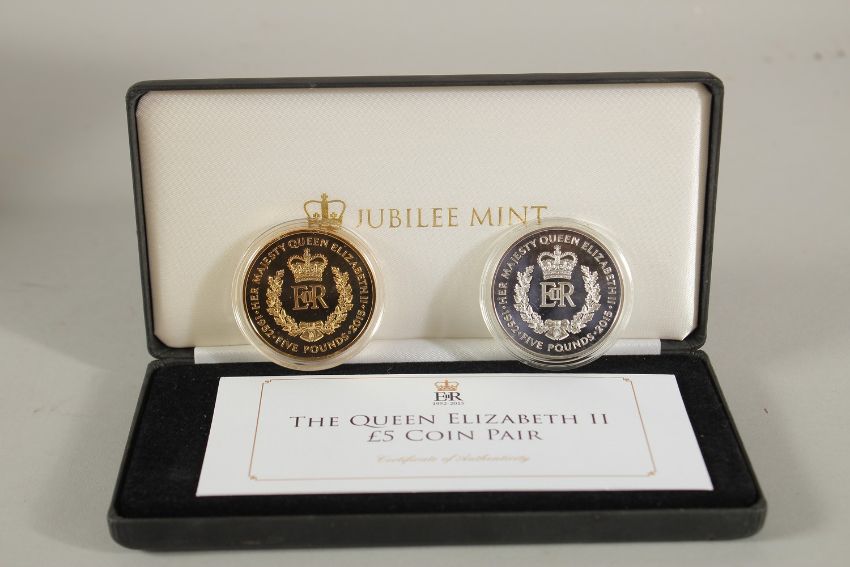 JUBILEE MINT
HER MAJESTY QUEEN ELIZABETH II
EIIR
·1952·FIVE POUNDS·2015·
HER MAJESTY QUEEN ELIZABETH II
EIIR
·1952·FIVE POUNDS·2015·
EIIR
1952-2015
THE QUEEN ELIZABETH II
£5 COIN PAIR
Certificate of Authenticity